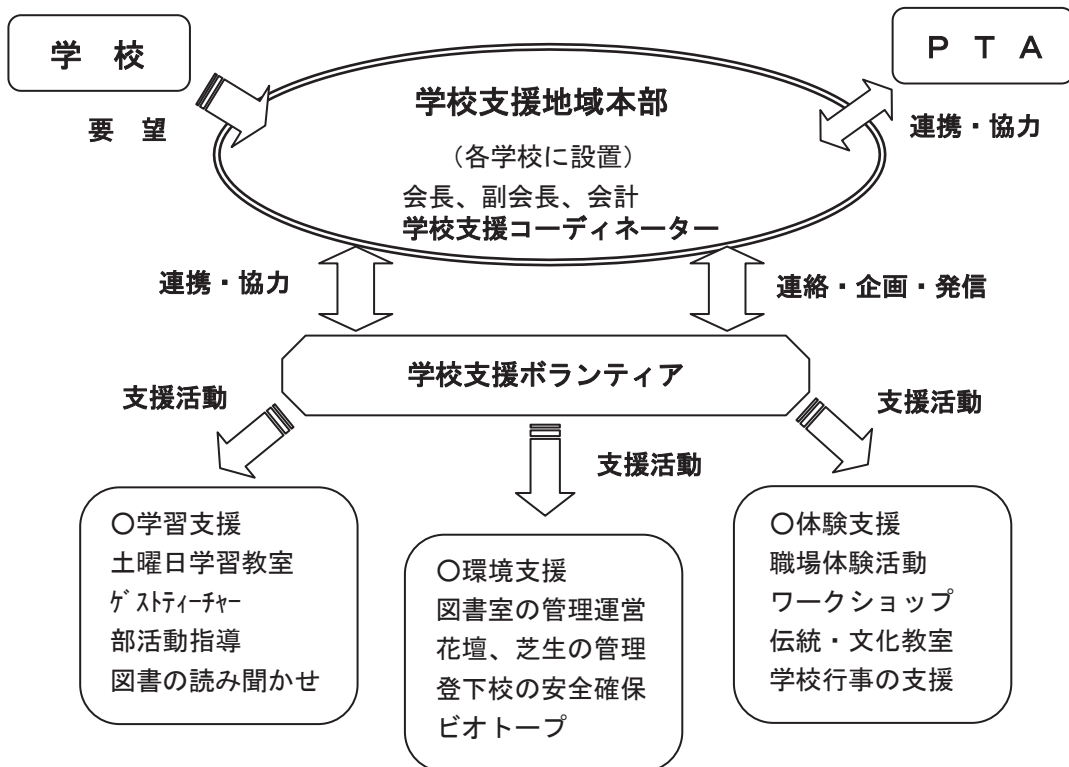 学 校
P T A
要 望
連携・協力
学校支援地域本部
（各学校に設置）
会長、副会長、会計
学校支援コーディネーター
連携・協力
連絡・企画・発信
学校支援ボランティア
支援活動
支援活動
支援活動
○学習支援
土曜日学習教室
ｹﾞｽﾄﾃｨｰﾁｬｰ
部活動指導
図書の読み聞かせ
○環境支援
図書室の管理運営
花壇、芝生の管理
登下校の安全確保
ビオトープ
○体験支援
職場体験活動
ワークショップ
伝統・文化教室
学校行事の支援